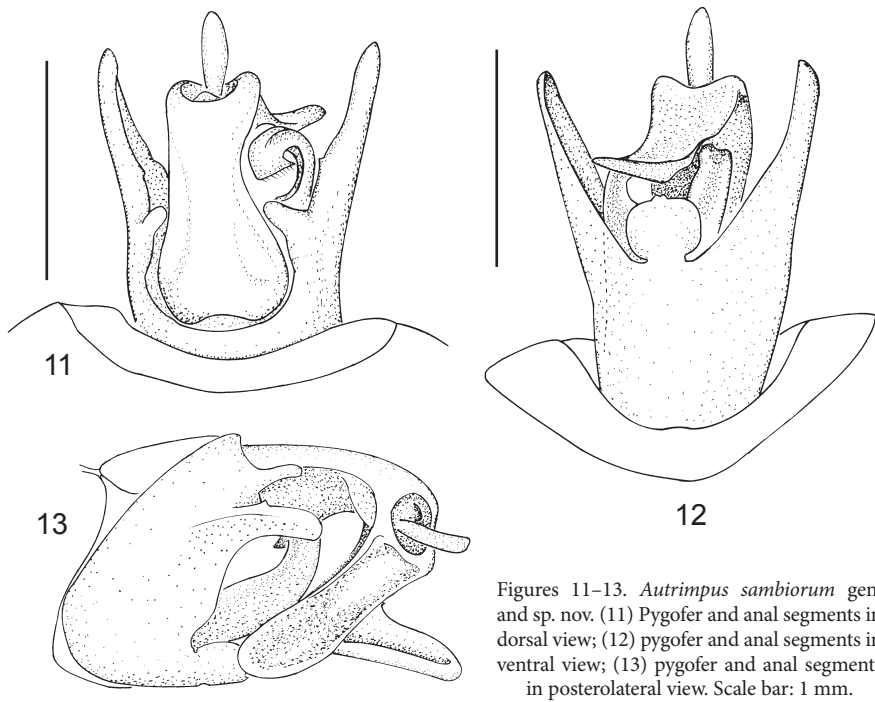 11
12
13
Figures 11–13. Autrimpus sambiorum gen
and sp. nov. (11) Pygofer and anal segments in
dorsal view; (12) pygofer and anal segments in
ventral view; (13) pygofer and anal segment
in posterolateral view. Scale bar: 1 mm.